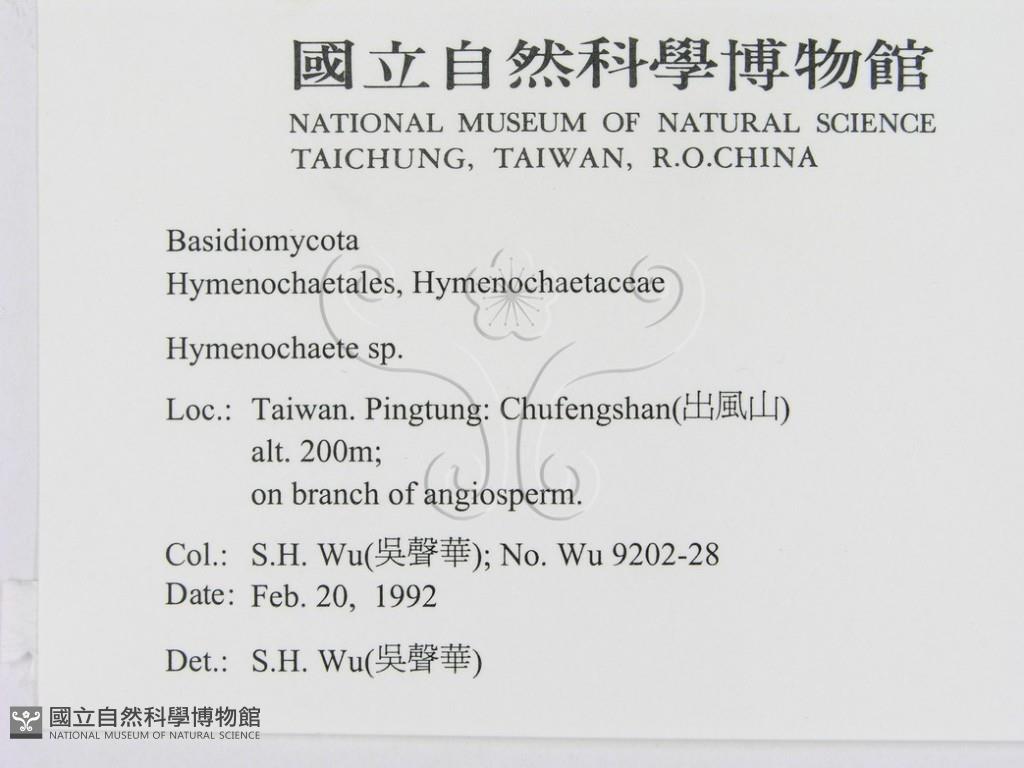 國立自然科學博物館
NATIONAL MUSEUM OF NATURAL SCIENCE
TAICHUNG, TAIWAN, R.O.CHINA
Basidiomycota
Hymenochaetales, Hymenochaetaceae
Hymenochaete sp.
Loc.: Taiwan. Pingtung: Chufengshan(出風山)
alt. 200m;
on branch of angiosperm.
Col.: S.H. Wu(吳聲華); No. Wu 9202-28
Date: Feb. 20, 1992
Det.: S.H. Wu(吳聲華)
國立自然科學博物館
NATIONAL MUSEUM OF NATURAL SCIENCE